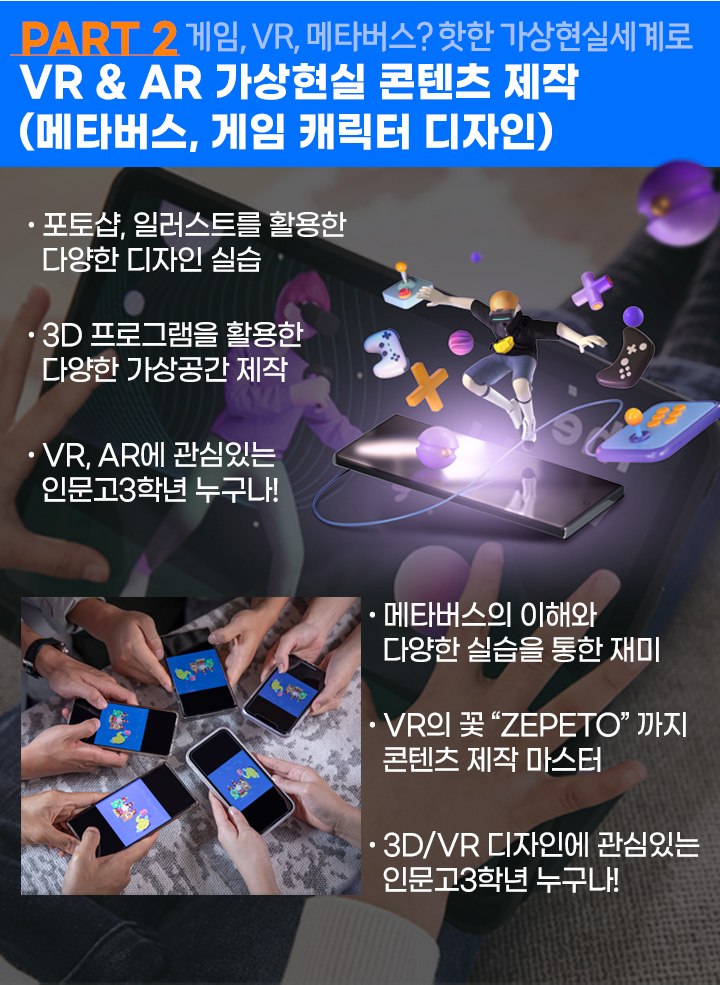 PART 2 게임, VR, 메타버스? 핫한 가상현실세계로
VR & AR 가상현실 콘텐츠 제작
(메타버스, 게임 캐릭터 디자인)
• 포토샵, 일러스트를 활용한
다양한 디자인 실습
• 3D 프로그램을 활용한
다양한 가상공간 제작
• VR, AR에 관심있는
인문고3학년 누구나!
• 메타버스의 이해와
다양한 실습을 통한 재미
• VR의 꽃 “ZEPETO” 까지
콘텐츠 제작 마스터
• 3D/VR 디자인에 관심있는
인문고3학년 누구나!